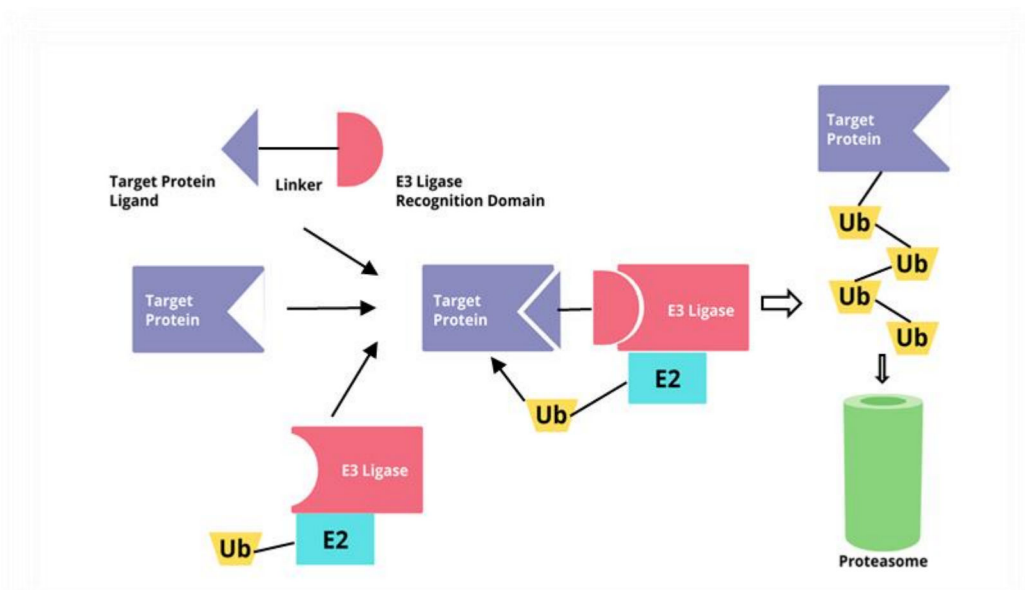 Target Protein
Ligand
Linker
E3 Ligase
Recognition Domain
Target
Protein
E3 Ligase
E2
Ub
Target
Protein
E3 Ligase
E2
Ub
Target
Protein
Ub
Ub
Ub
Ub
Proteasome